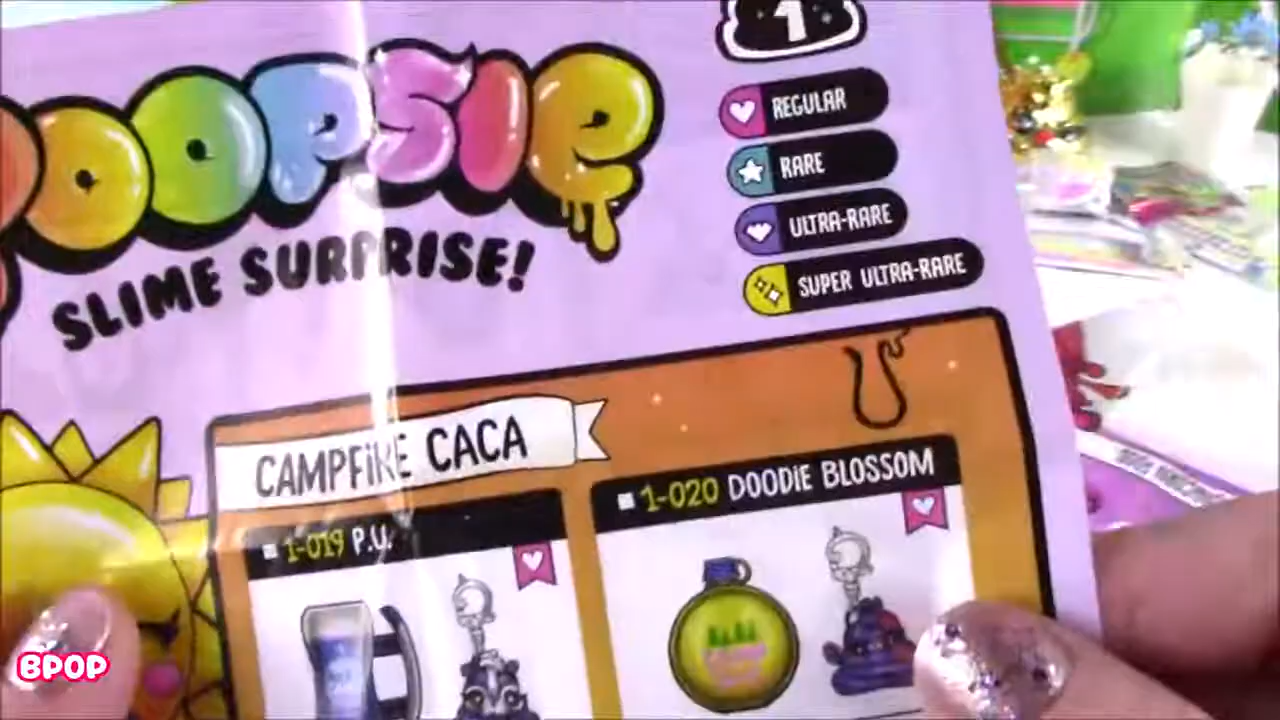 POOPSIE
SLIME SURPRISE!
1
REGULAR
RARE
ULTRA-RARE
SUPER ULTRA-RARE
CAMPFIRE CACA
1-019 P.U.
1-020 DOODIE BLOSSOM
BPOP